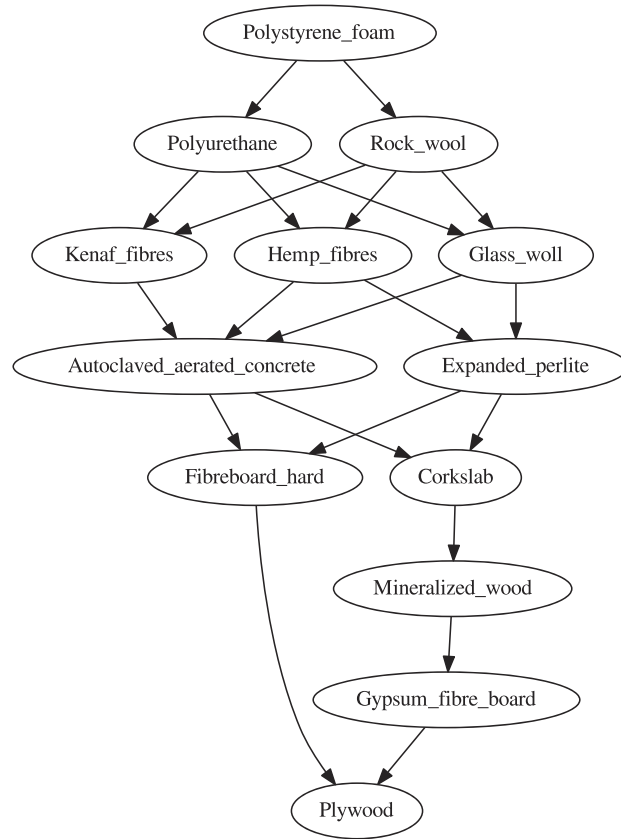 Polystyrene_foam
Polyurethane
Rock_wool
Kenaf_fibres
Hemp_fibres
Glass_woll
Autoclaved_aerated_concrete
Expanded_perlite
Fibreboard_hard
Corkslab
Mineralized_wood
Gypsum_fibre_board
Plywood